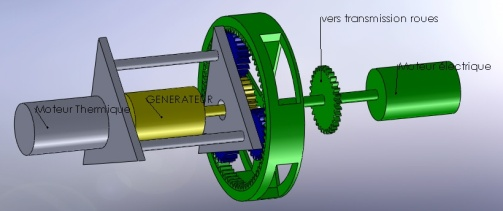 vers transmission roues
Moteur électrique
GENERATEUR
Moteur Thermique